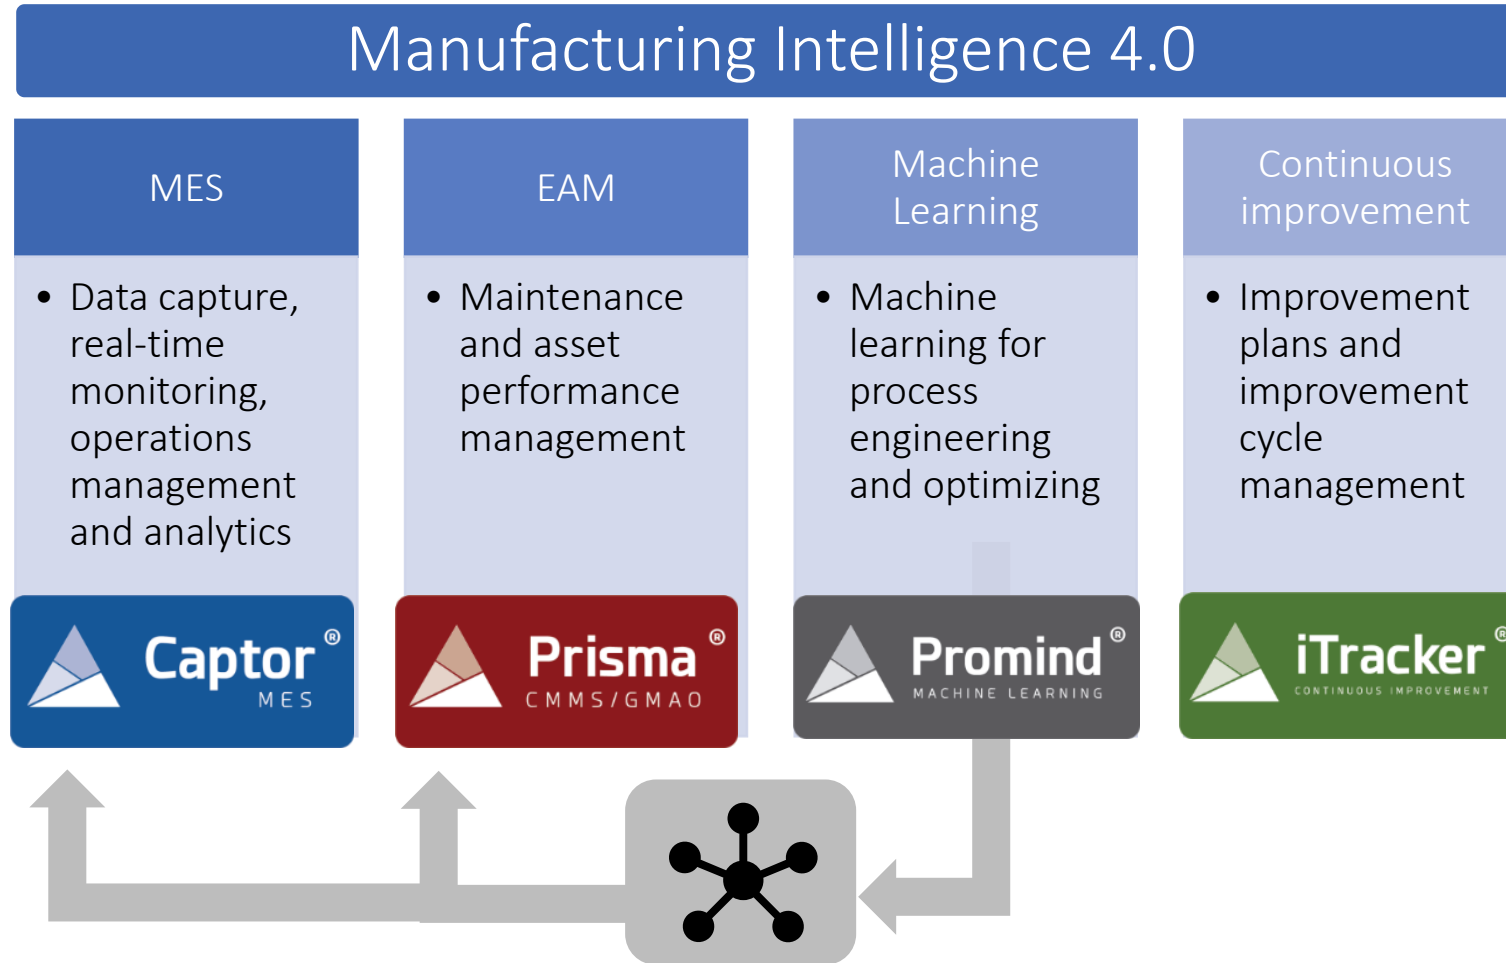 Manufacturing Intelligence 4.0
MES
• Data capture,
real-time
monitoring,
operations
management
and analytics
Captor®
MES
EAM
• Maintenance
and asset
performance
management
Prisma®
CMMS/GMAO
Machine
Learning
• Machine
learning for
process
engineering
and optimizing
Promind®
MACHINE LEARNING
Continuous
improvement
• Improvement
plans and
improvement
cycle
management
iTracker®
CONTINUOUS IMPROVEMENT